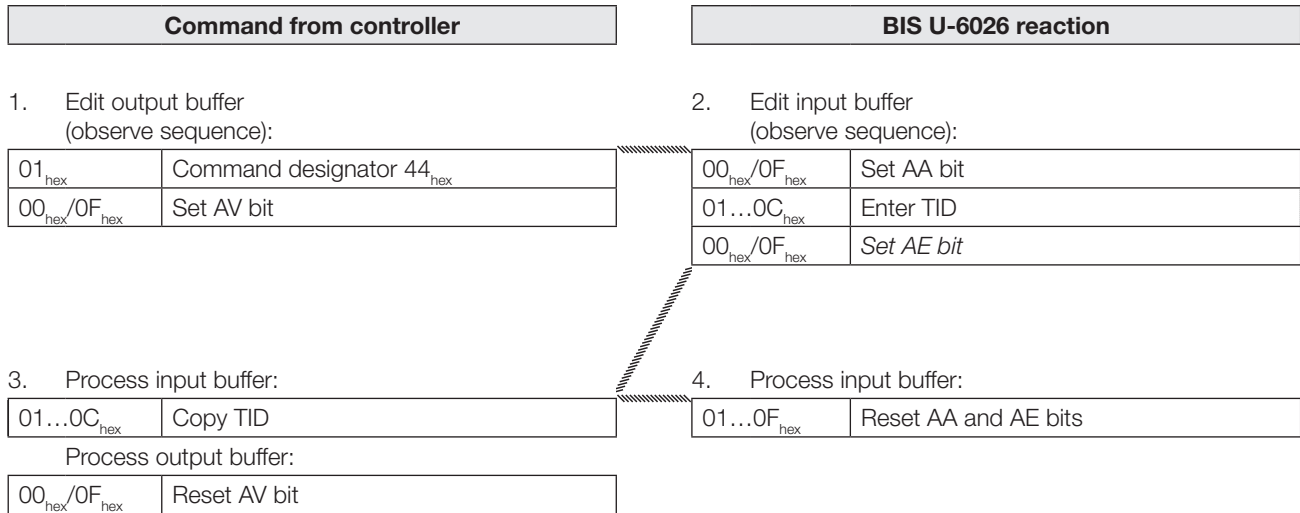 Command from controller
BIS U-6026 reaction
1. Edit output buffer
(observe sequence):
01hex Command designator 44hex
00hex/0Fhex Set AV bit
2. Edit input buffer
(observe sequence):
00hex/0Fhex Set AA bit
01…0Chex Enter TID
00hex/0Fhex Set AE bit
3. Process input buffer:
01…0Chex Copy TID
Process output buffer:
00hex/0Fhex Reset AV bit
4. Process input buffer:
01…0Fhex Reset AA and AE bits